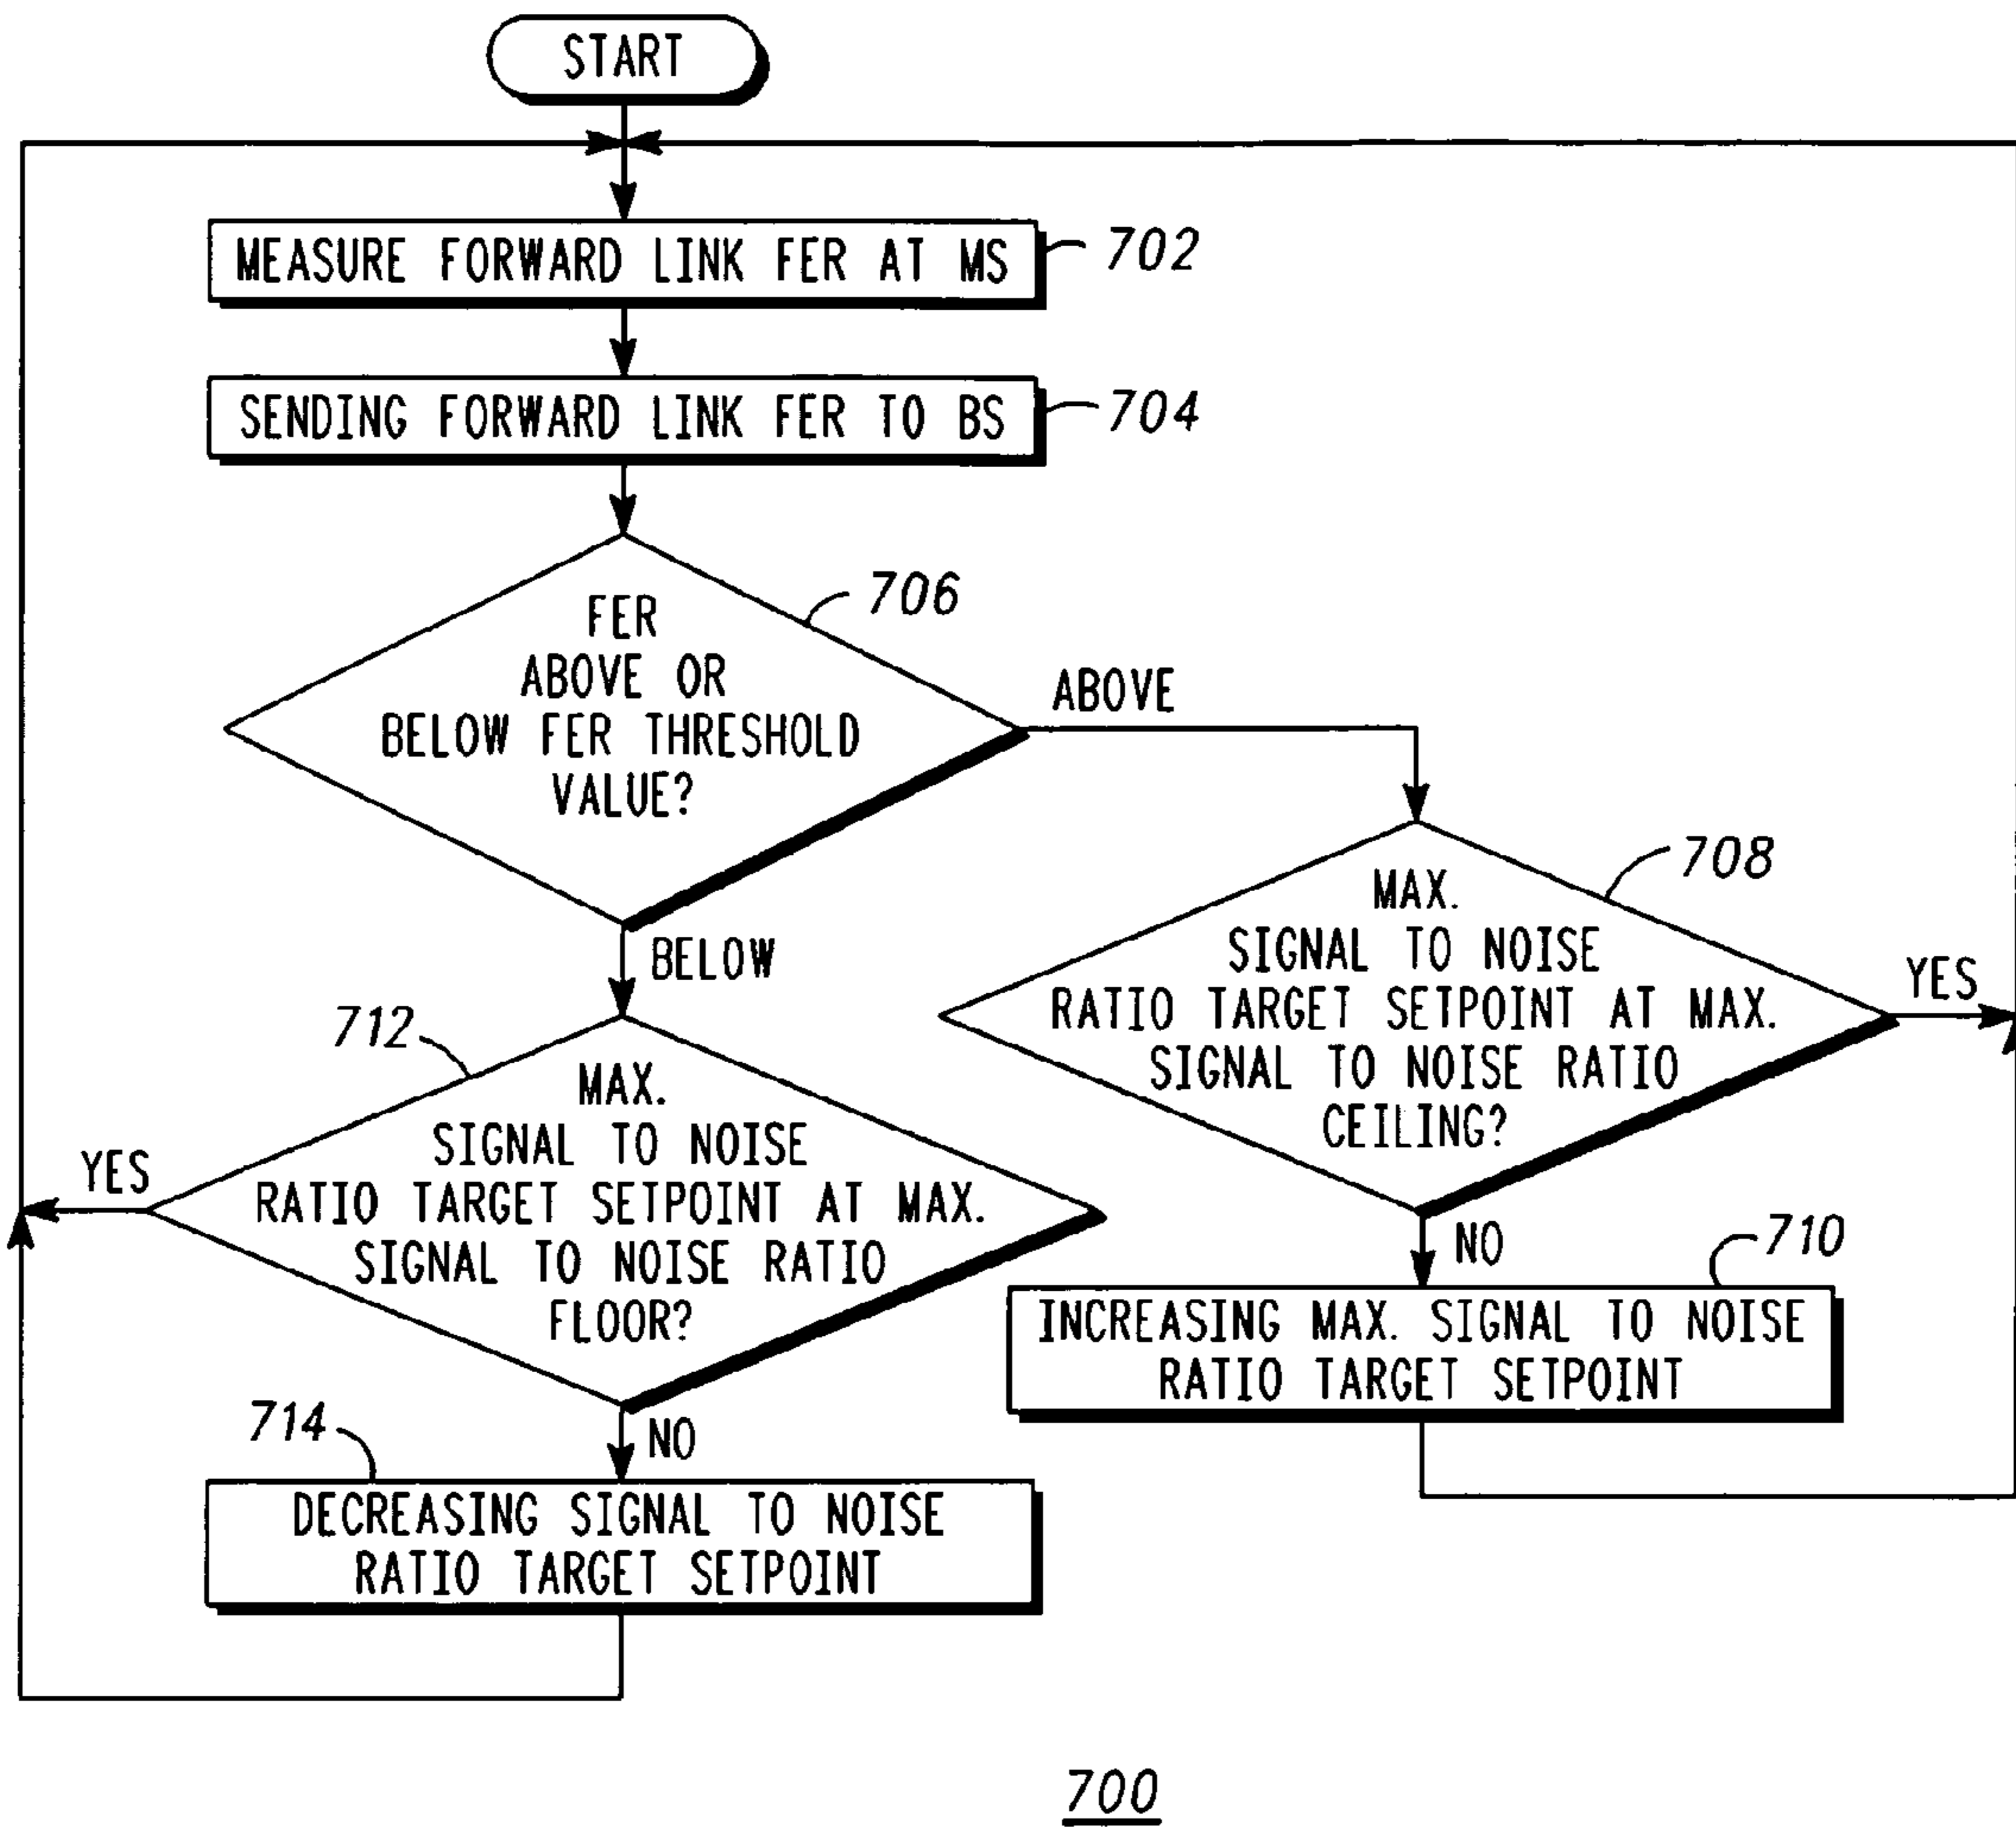 START
MEASURE FORWARD LINK FER AT MS
702
SENDING FORWARD LINK FER TO BS
704
FER
ABOVE OR
BELOW FER THRESHOLD
VALUE?
706
ABOVE
BELOW
MAX.
SIGNAL TO NOISE
RATIO TARGET SETPOINT AT MAX.
SIGNAL TO NOISE RATIO
CEILING?
708
YES
NO
710
INCREASING MAX. SIGNAL TO NOISE
RATIO TARGET SETPOINT
712
MAX.
SIGNAL TO NOISE
RATIO TARGET SETPOINT AT MAX.
SIGNAL TO NOISE RATIO
FLOOR?
YES
NO
714
DECREASING SIGNAL TO NOISE
RATIO TARGET SETPOINT
700